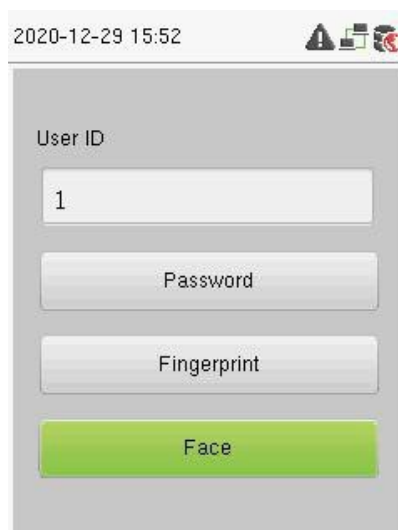 2020-12-29 15:52
User ID
1
Password
Fingerprint
Face